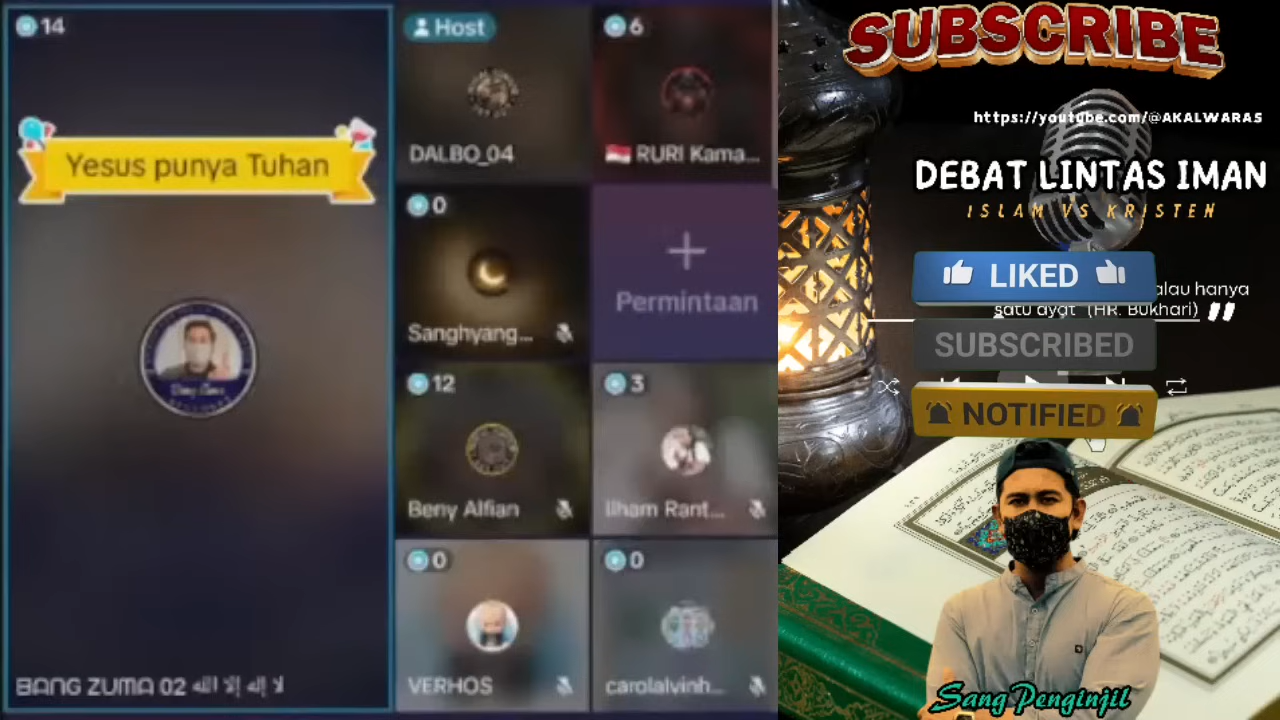 14
Yesus punya Tuhan
BANG ZUMA 02 لا إله إلا الله
Host
DALBO_04
6
RURI Kama...
0
Sanghyang...
+
Permintaan
12
Beny Alfian
3
Ilham Rant...
0
VERHOS
0
carolalvinh...
SUBSCRIBE
https://youtube.com/@AKALWARAS
DEBAT LINTAS IMAN
ISLAM VS KRISTEN
LIKED
alau hanya
satu ayat" (HR. Bukhari)
SUBSCRIBED
NOTIFIED
Sang Penginjil